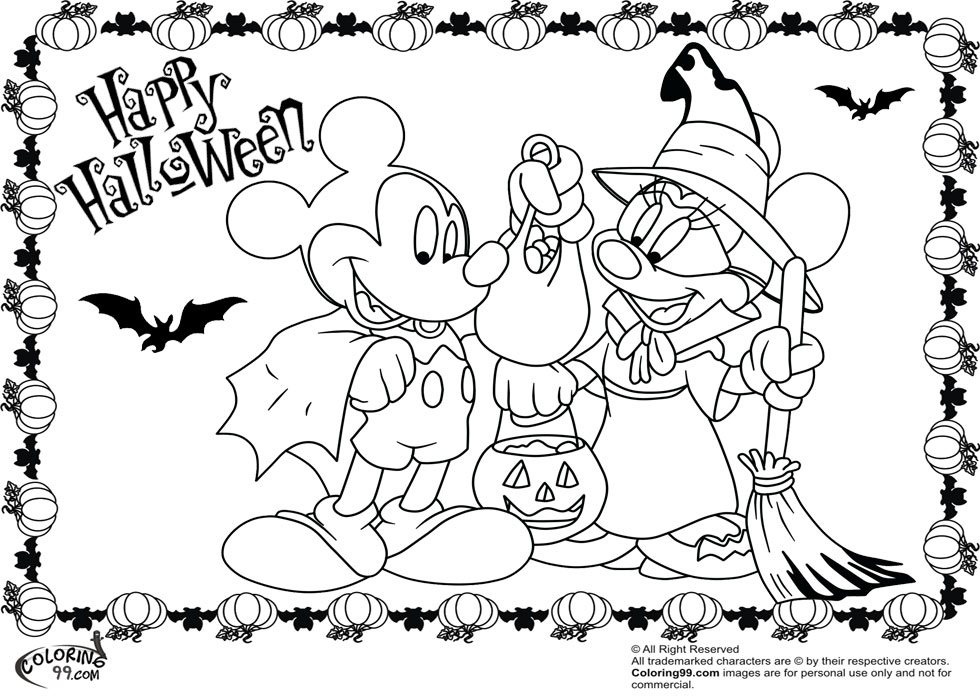 Happy
Halloween
COLORING
99.COM
© All Right Reserved
All trademarked characters are © by their respective creators.
Coloring99.com images are for personal use only and not for
commercial.